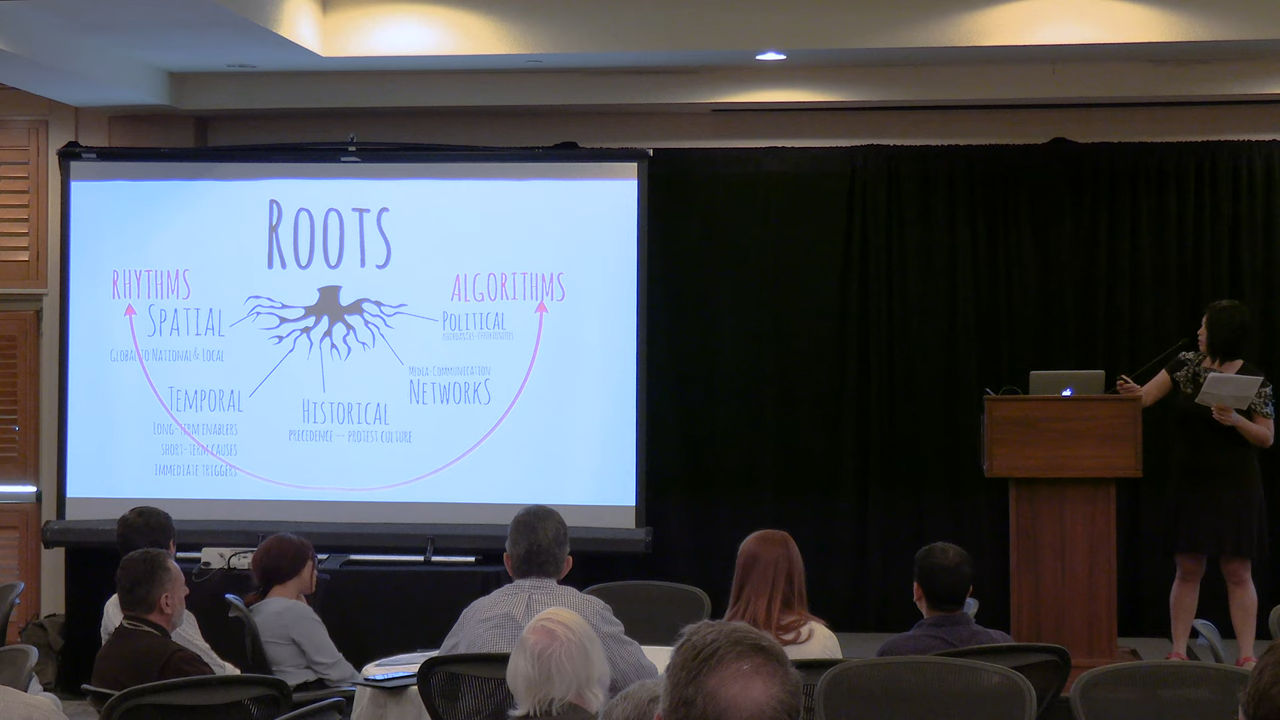 ROOTS
RHYTHMS
ALGORITHMS
SPATIAL
POLITICAL
GLOBAL TO NATIONAL & LOCAL
MEDIA-COMMUNICATION
NETWORKS
TEMPORAL
HISTORICAL
LONG-TERM ENABLERS
PRECEDENCE -- PROTEST CULTURE
SHORT-TERM CAUSES
IMMEDIATE TRIGGERS